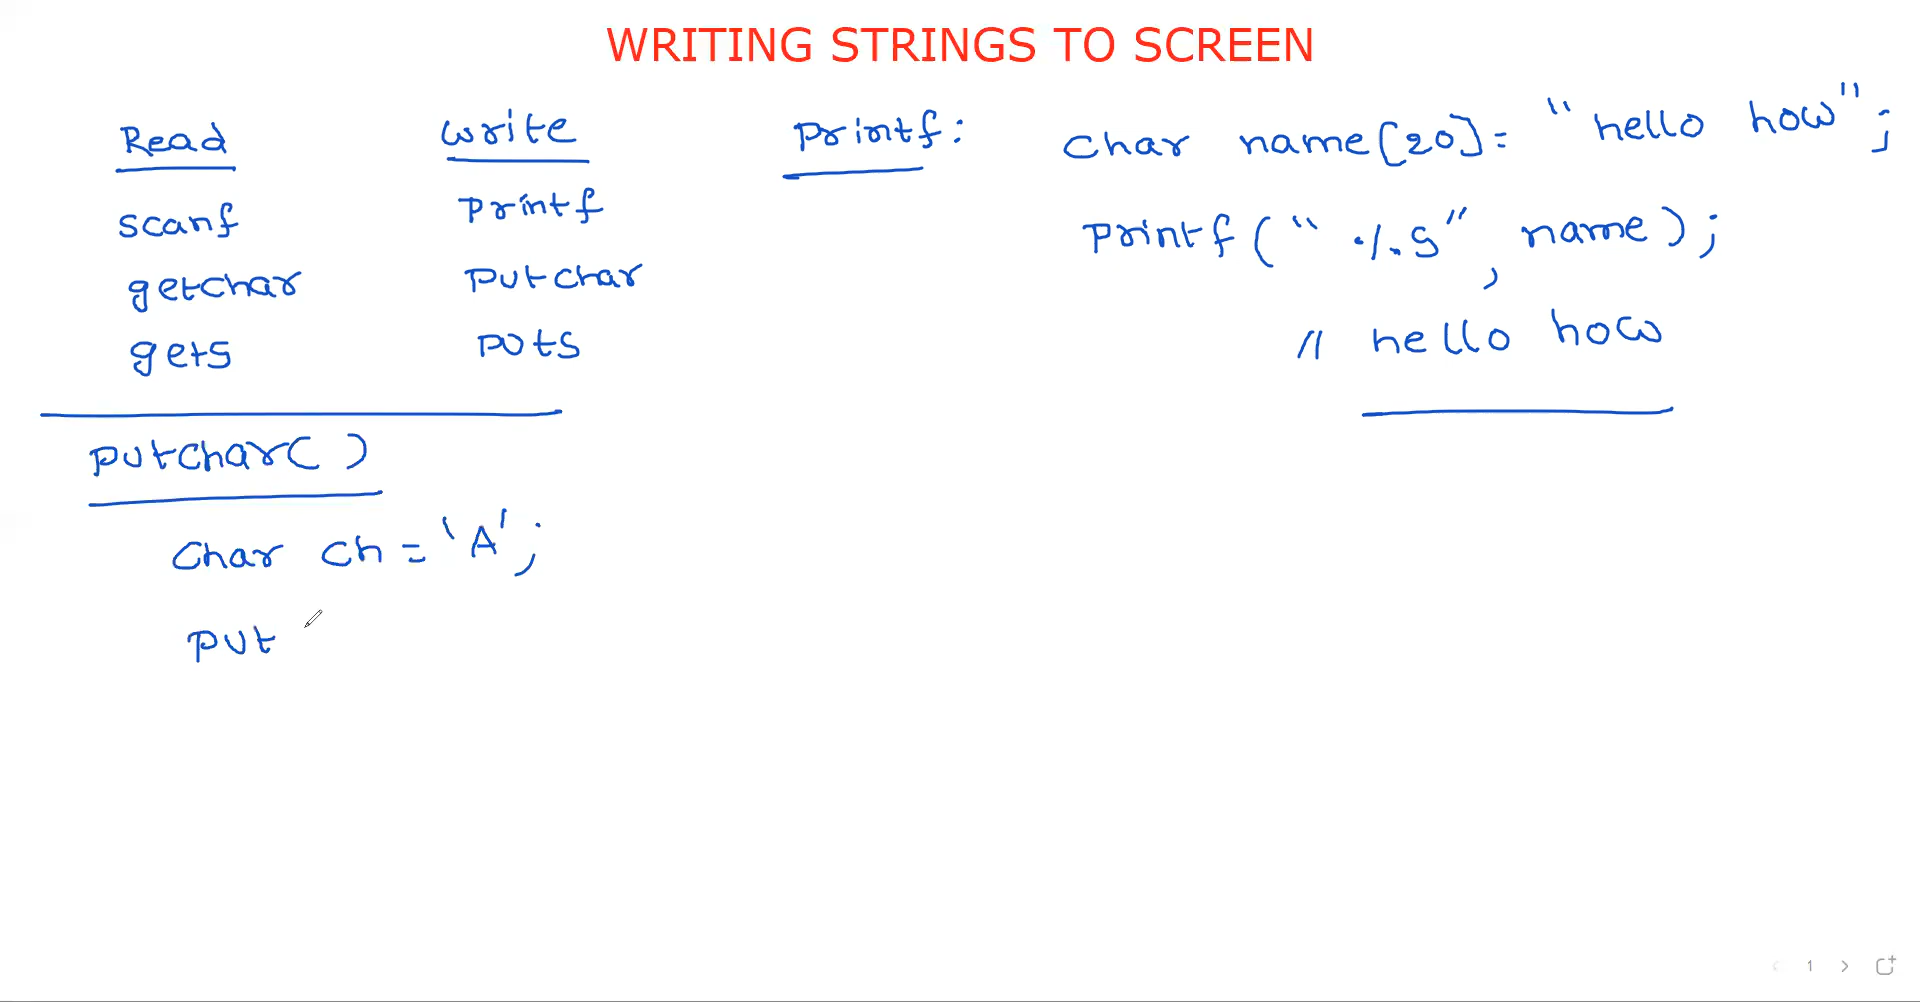 WRITING STRINGS TO SCREEN
Read
scanf
getchar
gets
write
printf
putchar
puts
printf:
char name[20]= "hello how";
printf(" %s", name);
// hello how
putchar( )
char ch = 'A';
put
1